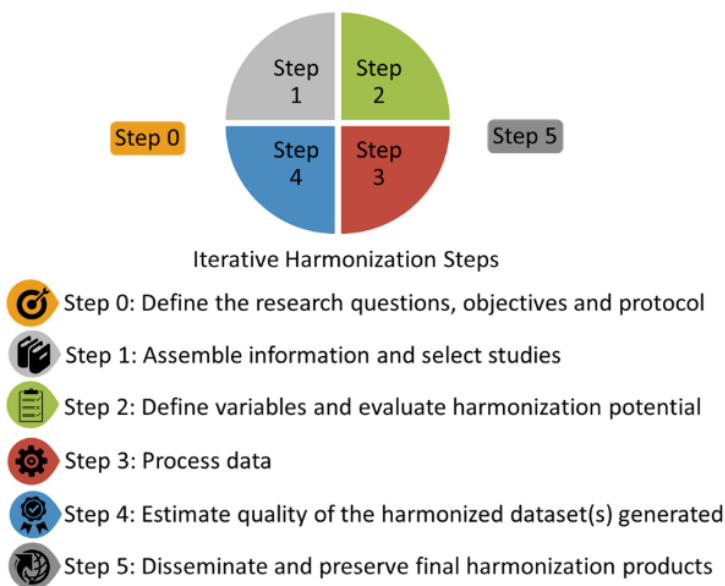 Step
1
Step
2
Step 0
Step 5
Step
4
Step
3
Iterative Harmonization Steps
Step 0: Define the research questions, objectives and protocol
Step 1: Assemble information and select studies
Step 2: Define variables and evaluate harmonization potential
Step 3: Process data
Step 4: Estimate quality of the harmonized dataset(s) generated
Step 5: Disseminate and preserve final harmonization products